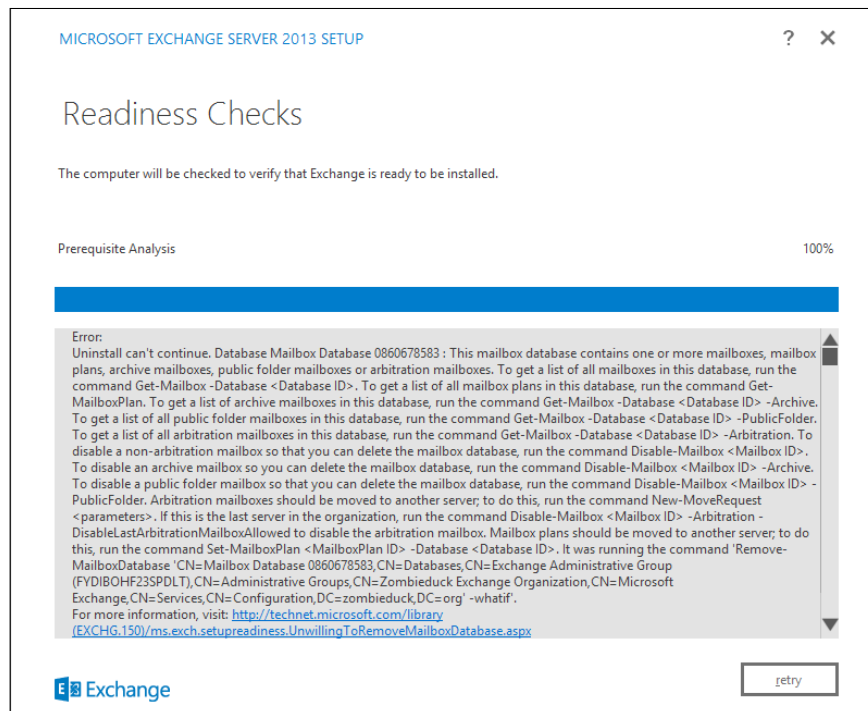 MICROSOFT EXCHANGE SERVER 2013 SETUP
? ✕
Readiness Checks
The computer will be checked to verify that Exchange is ready to be installed.
Prerequisite Analysis 100%
Error:
Uninstall can't continue. Database Mailbox Database 0860678583 : This mailbox database contains one or more mailboxes, mailbox
plans, archive mailboxes, public folder mailboxes or arbitration mailboxes. To get a list of all mailboxes in this database, run the
command Get-Mailbox -Database <Database ID>. To get a list of all mailbox plans in this database, run the command Get-
MailboxPlan. To get a list of archive mailboxes in this database, run the command Get-Mailbox -Database <Database ID> -Archive.
To get a list of all public folder mailboxes in this database, run the command Get-Mailbox -Database <Database ID> -PublicFolder.
To get a list of all arbitration mailboxes in this database, run the command Get-Mailbox -Database <Database ID> -Arbitration. To
disable a non-arbitration mailbox so that you can delete the mailbox database, run the command Disable-Mailbox <Mailbox ID>.
To disable an archive mailbox so you can delete the mailbox database, run the command Disable-Mailbox <Mailbox ID> -Archive.
To disable a public folder mailbox so that you can delete the mailbox database, run the command Disable-Mailbox <Mailbox ID> -
PublicFolder. Arbitration mailboxes should be moved to another server; to do this, run the command New-MoveRequest
<parameters>. If this is the last server in the organization, run the command Disable-Mailbox <Mailbox ID> -Arbitration -
DisableLastArbitrationMailboxAllowed to disable the arbitration mailbox. Mailbox plans should be moved to another server; to do
this, run the command Set-MailboxPlan <MailboxPlan ID> -Database <Database ID>. It was running the command 'Remove-
MailboxDatabase 'CN=Mailbox Database 0860678583,CN=Databases,CN=Exchange Administrative Group
(FYDIBOHF23SPDLT),CN=Administrative Groups,CN=Zombieduck Exchange Organization,CN=Microsoft
Exchange,CN=Services,CN=Configuration,DC=zombieduck,DC=org' -whatif'.
For more information, visit: http://technet.microsoft.com/library
(EXCHG.150)/ms.exch.setupreadiness.UnwillingToRemoveMailboxDatabase.aspx
E Exchange
retry